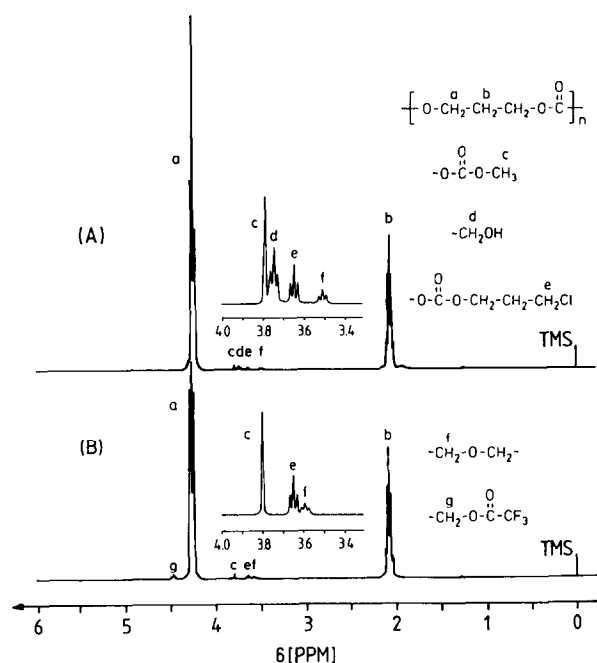 a b O
[O-CH₂-CH₂-CH₂-O-C]n
O c
-O-C-O-CH₃
a
(A)
d
-CH₂OH
b
c
d
e
f
4.0 3.8 3.6 3.4
O e
-O-C-O-CH₂-CH₂-CH₂Cl
TMS
cde f
a
(B)
c
e
f
b
f
-CH₂-O-CH₂-
g O
-CH₂-O-C-CF₃
4.0 3.8 3.6 3.4
TMS
g c ef
6 5 4 3 2 1 0
δ[PPM]